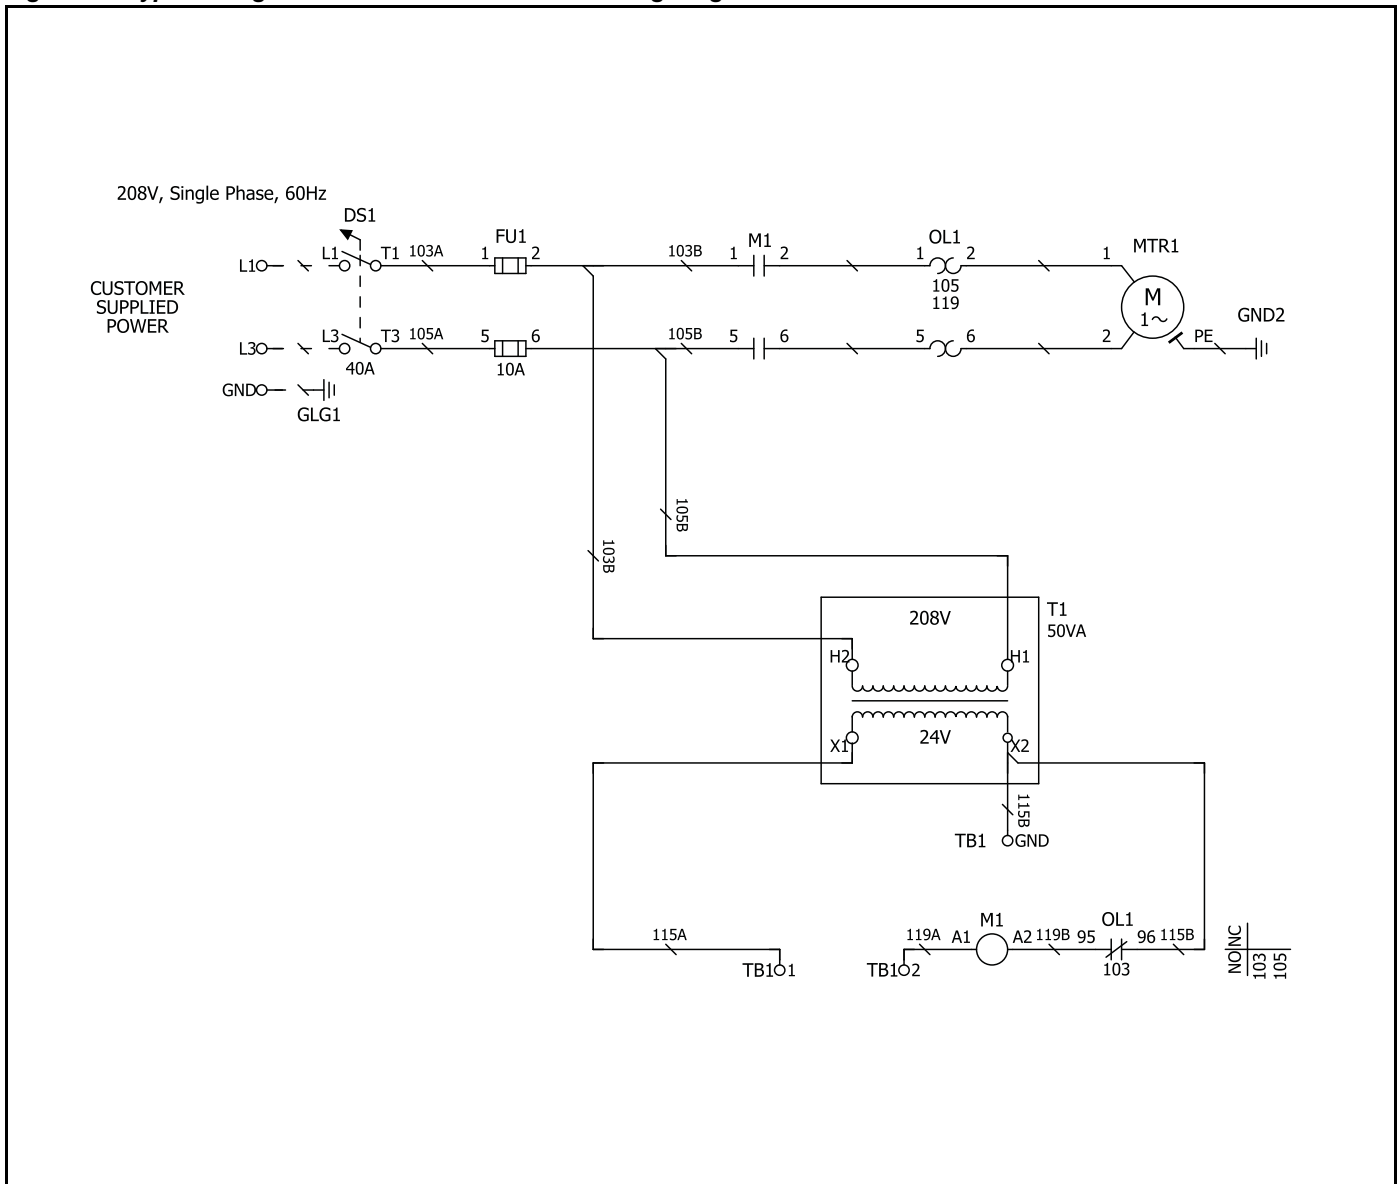 208V, Single Phase, 60Hz
DS1
L1
L1
T1
103A
1
FU1
2
103B
1
M1
2
1
OL1
2
105
119
1
MTR1
M
1~
CUSTOMER
SUPPLIED
POWER
L3
L3
T3
105A
5
6
105B
5
6
5
6
2
PE
GND2
40A
10A
GND
GLG1
105B
103B
208V
T1
50VA
H2
H1
24V
X1
X2
115B
TB1
GND
115A
TB1
1
TB1
2
119A
A1
M1
A2
119B
95
OL1
96
115B
103
NO
NC
103
105